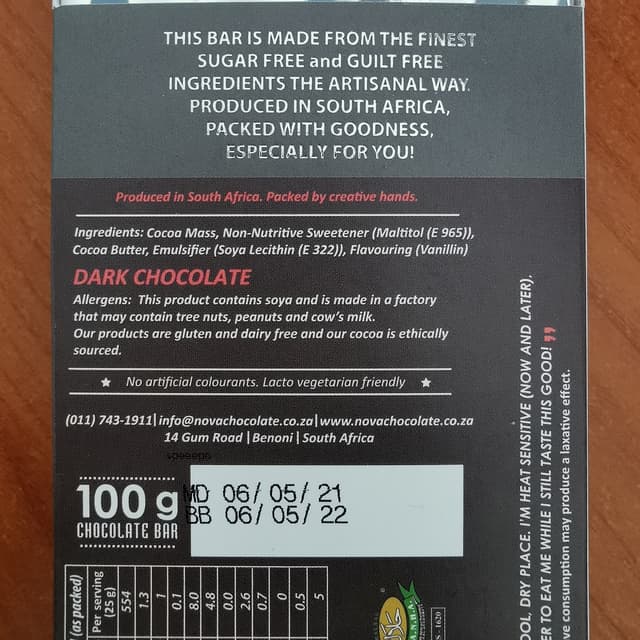 THIS BAR IS MADE FROM THE FINEST
SUGAR FREE and GUILT FREE
INGREDIENTS THE ARTISANAL WAY.
PRODUCED IN SOUTH AFRICA,
PACKED WITH GOODNESS,
ESPECIALLY FOR YOU!
Produced in South Africa. Packed by creative hands.
Ingredients: Cocoa Mass, Non-Nutritive Sweetener (Maltitol (E 965)),
Cocoa Butter, Emulsifier (Soya Lecithin (E 322)), Flavouring (Vanillin)
DARK CHOCOLATE
Allergens: This product contains soya and is made in a factory
that may contain tree nuts, peanuts and cow's milk.
Our products are gluten and dairy free and our cocoa is ethically
sourced.
★ No artificial colourants. Lacto vegetarian friendly ★
(011) 743-1911|info@novachocolate.co.za|www.novachocolate.co.za
14 Gum Road | Benoni | South Africa
100 g
CHOCOLATE BAR
MD 06/05/21
BB 06/05/22
(as packed)
Per serving
(25 g)
554
1.3
1
0.1
8.0
4.8
0.0
2.6
0.7
0
0.5
5
DRY PLACE. I'M HEAT SENSITIVE (NOW AND LATER).
TO EAT ME WHILE I STILL TASTE THIS GOOD! ”
consumption may produce a laxative effect.